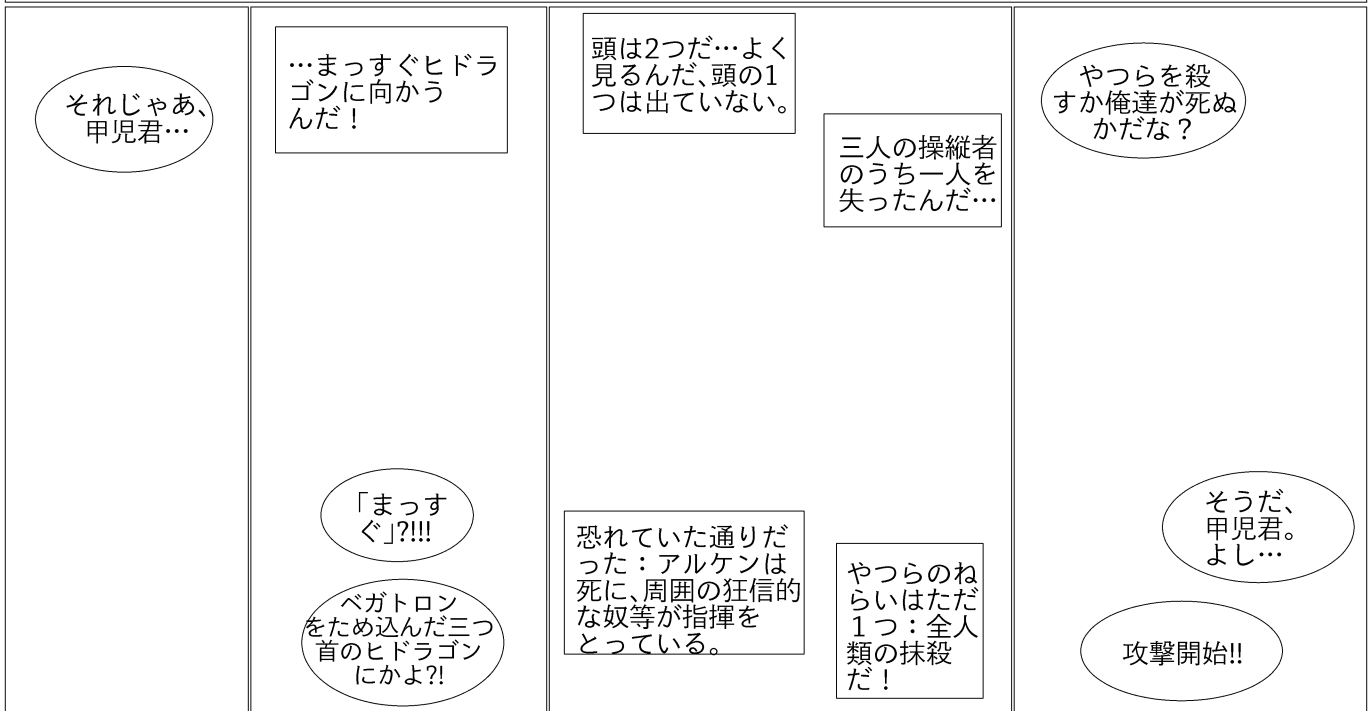 それじゃあ、
甲児君…
…まっすぐヒドラ
ゴンに向かう
んだ！
「まっす
ぐ」?!!!
ベガトロン
をため込んだ三つ
首のヒドラゴン
にかよ?!
頭は2つだ…よく
見るんだ、頭の1
つは出ていない。
三人の操縦者
のうち一人を
失ったんだ…
恐れていた通りだ
った：アルケンは
死に、周囲の狂信的
な奴等が指揮を
とっている。
やつらのね
らいはただ
１つ：全人
類の抹殺
だ！
やつらを殺
すか俺達が死ぬ
かだな？
そうだ、
甲児君。
よし…
攻撃開始!!